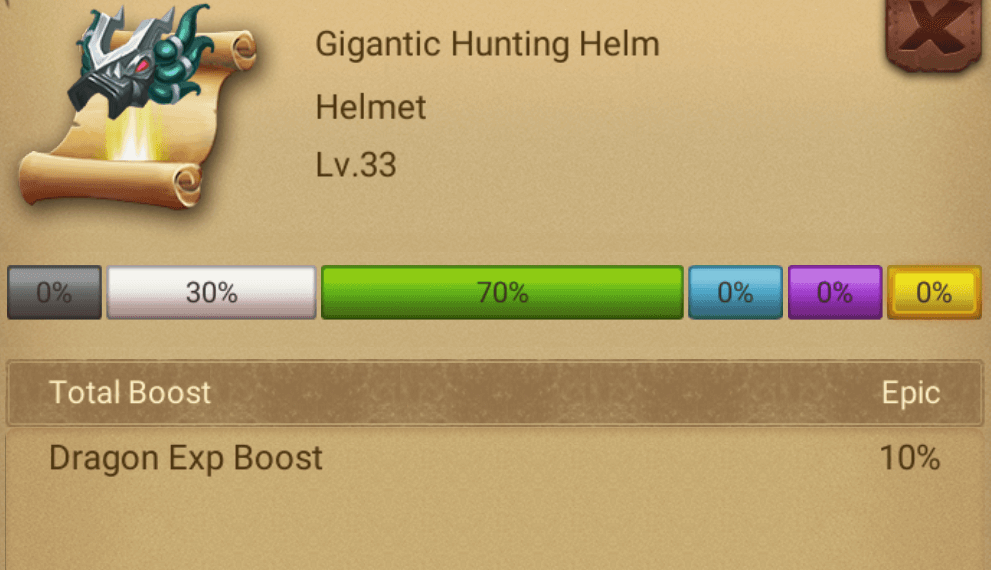 Gigantic Hunting Helm
Helmet
Lv.33
0% 30% 70% 0% 0% 0%
Total Boost Epic
Dragon Exp Boost 10%